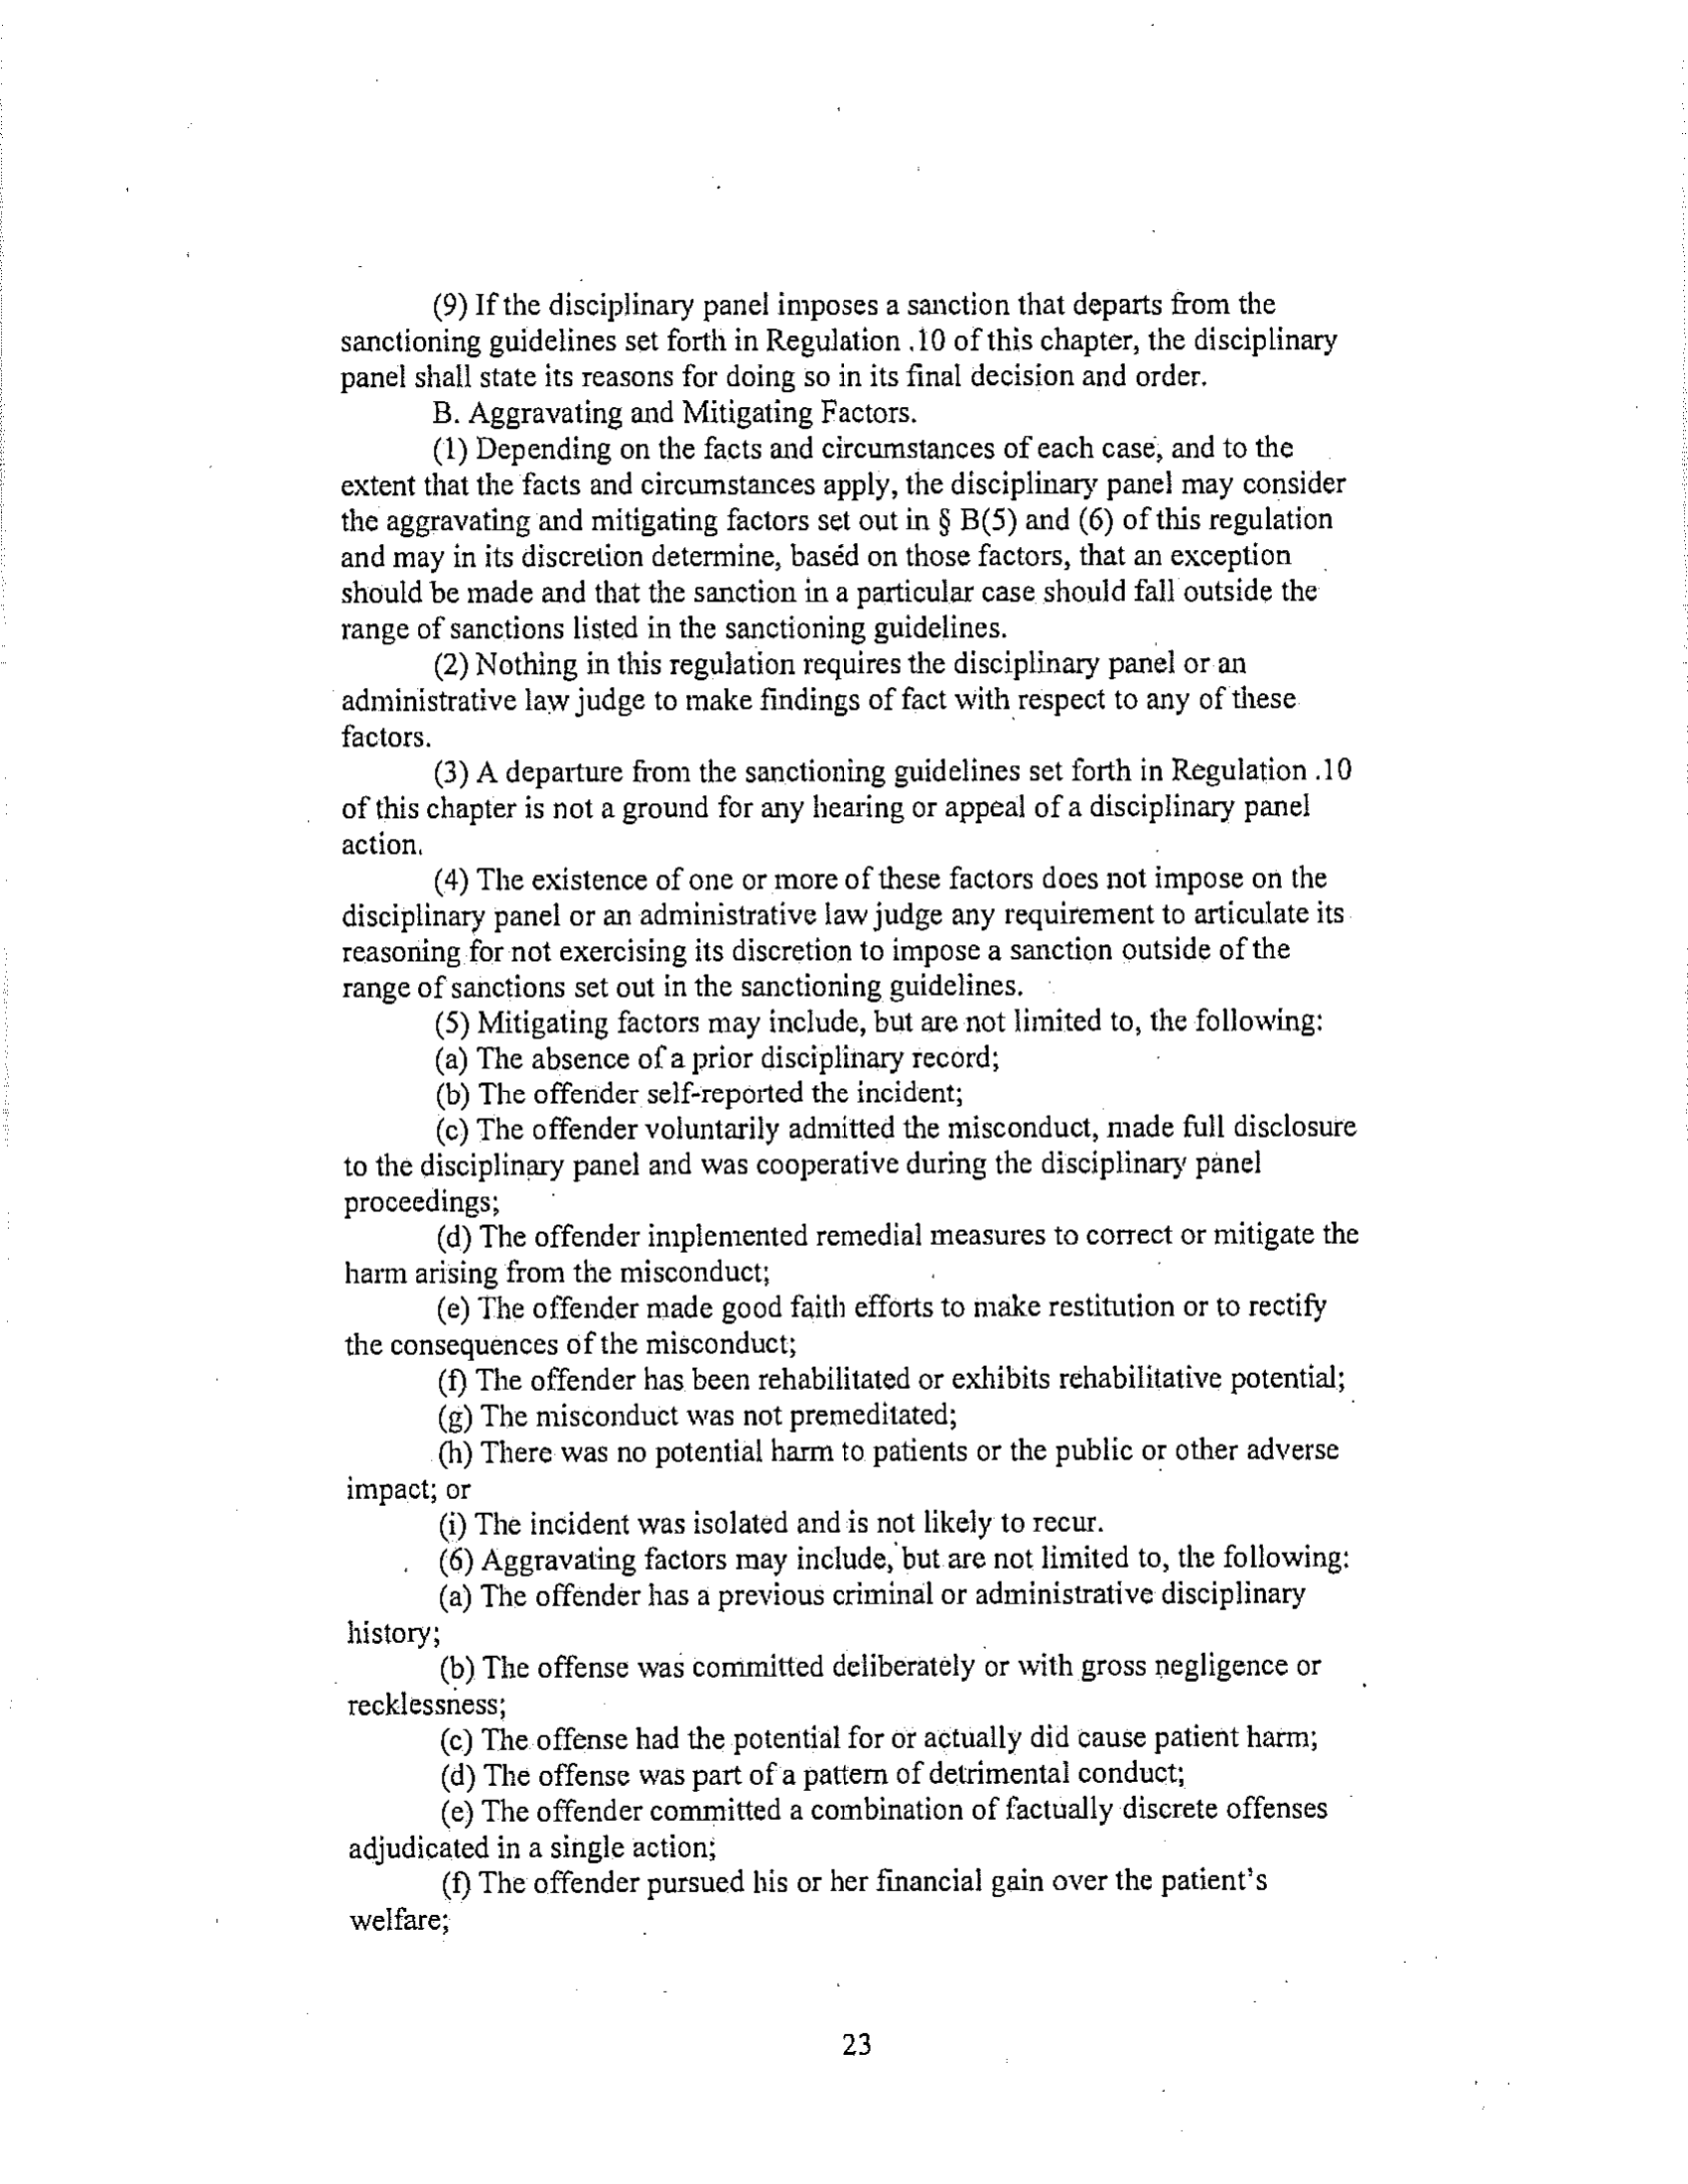 (9) If the disciplinary panel imposes a sanction that departs from the
sanctioning guidelines set forth in Regulation .10 of this chapter, the disciplinary
panel shall state its reasons for doing so in its final decision and order.
B. Aggravating and Mitigating Factors.
(1) Depending on the facts and circumstances of each case, and to the
extent that the facts and circumstances apply, the disciplinary panel may consider
the aggravating and mitigating factors set out in § B(5) and (6) of this regulation
and may in its discretion determine, based on those factors, that an exception
should be made and that the sanction in a particular case should fall outside the
range of sanctions listed in the sanctioning guidelines.
(2) Nothing in this regulation requires the disciplinary panel or an
administrative law judge to make findings of fact with respect to any of these
factors.
(3) A departure from the sanctioning guidelines set forth in Regulation .10
of this chapter is not a ground for any hearing or appeal of a disciplinary panel
action.
(4) The existence of one or more of these factors does not impose on the
disciplinary panel or an administrative law judge any requirement to articulate its
reasoning for not exercising its discretion to impose a sanction outside of the
range of sanctions set out in the sanctioning guidelines.
(5) Mitigating factors may include, but are not limited to, the following:
(a) The absence of a prior disciplinary record;
(b) The offender self-reported the incident;
(c) The offender voluntarily admitted the misconduct, made full disclosure
to the disciplinary panel and was cooperative during the disciplinary panel
proceedings;
(d) The offender implemented remedial measures to correct or mitigate the
harm arising from the misconduct;
(e) The offender made good faith efforts to make restitution or to rectify
the consequences of the misconduct;
(f) The offender has been rehabilitated or exhibits rehabilitative potential;
(g) The misconduct was not premeditated;
(h) There was no potential harm to patients or the public or other adverse
impact; or
(i) The incident was isolated and is not likely to recur.
(6) Aggravating factors may include, but are not limited to, the following:
(a) The offender has a previous criminal or administrative disciplinary
history;
(b) The offense was committed deliberately or with gross negligence or
recklessness;
(c) The offense had the potential for or actually did cause patient harm;
(d) The offense was part of a pattern of detrimental conduct;
(e) The offender committed a combination of factually discrete offenses
adjudicated in a single action;
(f) The offender pursued his or her financial gain over the patient's
welfare;
23